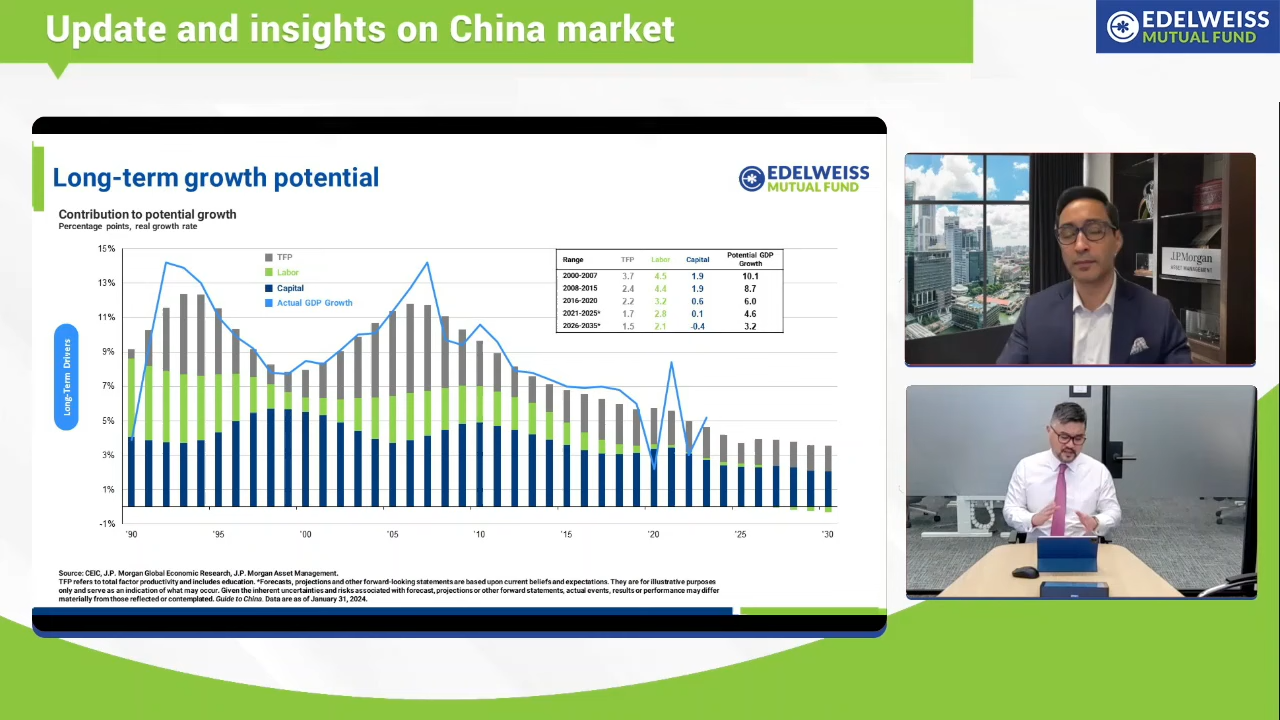 Update and insights on China market
EDELWEISS
MUTUAL FUND
Long-term growth potential
EDELWEISS
MUTUAL FUND
Contribution to potential growth
Percentage points, real growth rate
15%
13%
11%
9%
7%
5%
3%
1%
-1%
Long-Term Drivers
TFP
Labor
Capital
Actual GDP Growth
Range TFP Labor Capital Potential GDP Growth
2000-2007 3.7 4.5 1.9 10.1
2008-2015 2.4 4.4 1.9 8.7
2016-2020 2.2 3.2 0.6 6.0
2021-2025* 1.7 2.8 0.1 4.6
2026-2035* 1.5 2.1 -0.4 3.2
'90 '95 '00 '05 '10 '15 '20 '25 '30
Source: CEIC, J.P. Morgan Global Economic Research, J.P. Morgan Asset Management.
TFP refers to total factor productivity and includes education. *Forecasts, projections and other forward-looking statements are based upon current beliefs and expectations. They are for illustrative purposes
only and serve as an indication of what may occur. Given the inherent uncertainties and risks associated with forecast, projections or other forward statements, actual events, results or performance may differ
materially from those reflected or contemplated. Guide to China. Data are as of January 31, 2024.
J.P.Morgan
ASSET MANAGEMENT